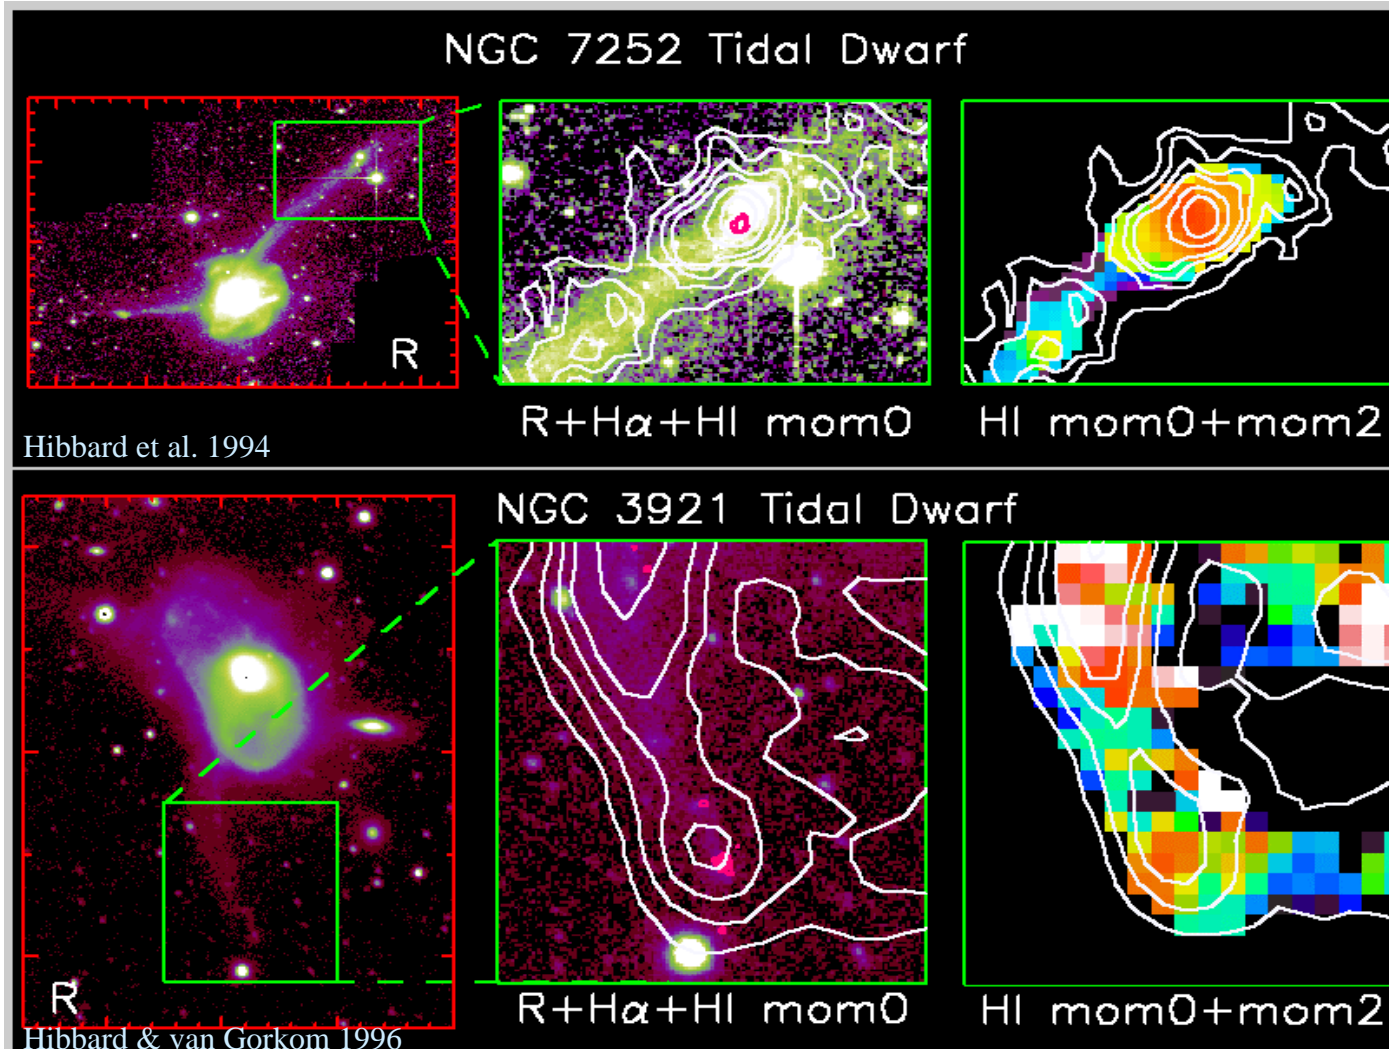 NGC 7252 Tidal Dwarf
R
R+Hα+HI mom0
HI mom0+mom2
Hibbard et al. 1994
NGC 3921 Tidal Dwarf
R
R+Hα+HI mom0
HI mom0+mom2
Hibbard & van Gorkom 1996